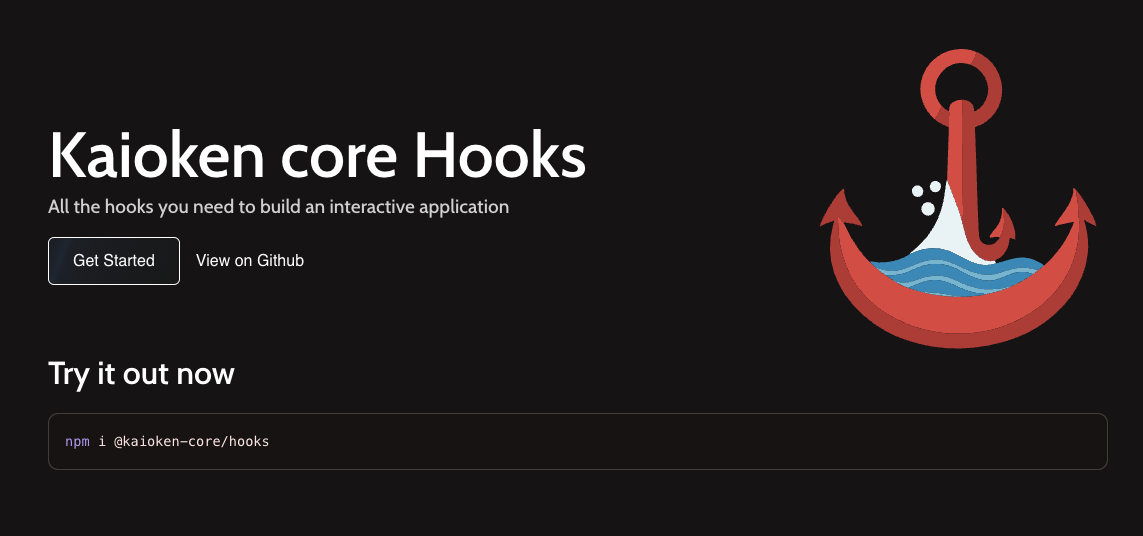 Kaioken core Hooks
All the hooks you need to build an interactive application
Get Started View on Github
Try it out now
npm i @kaioken-core/hooks